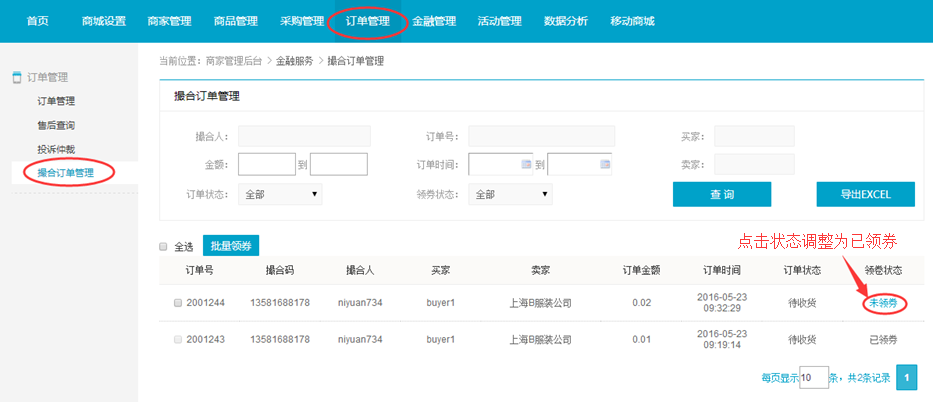 首页 商城设置 商家管理 商品管理 采购管理 订单管理 金融管理 活动管理 数据分析 移动商城
当前位置：商家管理后台 > 金融服务 > 撮合订单管理
订单管理
订单管理
售后查询
投诉仲裁
撮合订单管理
撮合订单管理
撮合人： 订单号： 买家：
金额： 到 订单时间： 到 卖家：
订单状态： 全部 领券状态： 全部 查 询 导出EXCEL
点击状态调整为已领券
全选 批量领券
订单号 撮合码 撮合人 买家 卖家 订单金额 订单时间 订单状态 领卷状态
2001244 13581688178 niyuan734 buyer1 上海B服装公司 0.02 2016-05-23 09:32:29 待收货 未领券
2001243 13581688178 niyuan734 buyer1 上海B服装公司 0.01 2016-05-23 09:19:14 待收货 已领券
每页显示 10 条，共2条记录 1